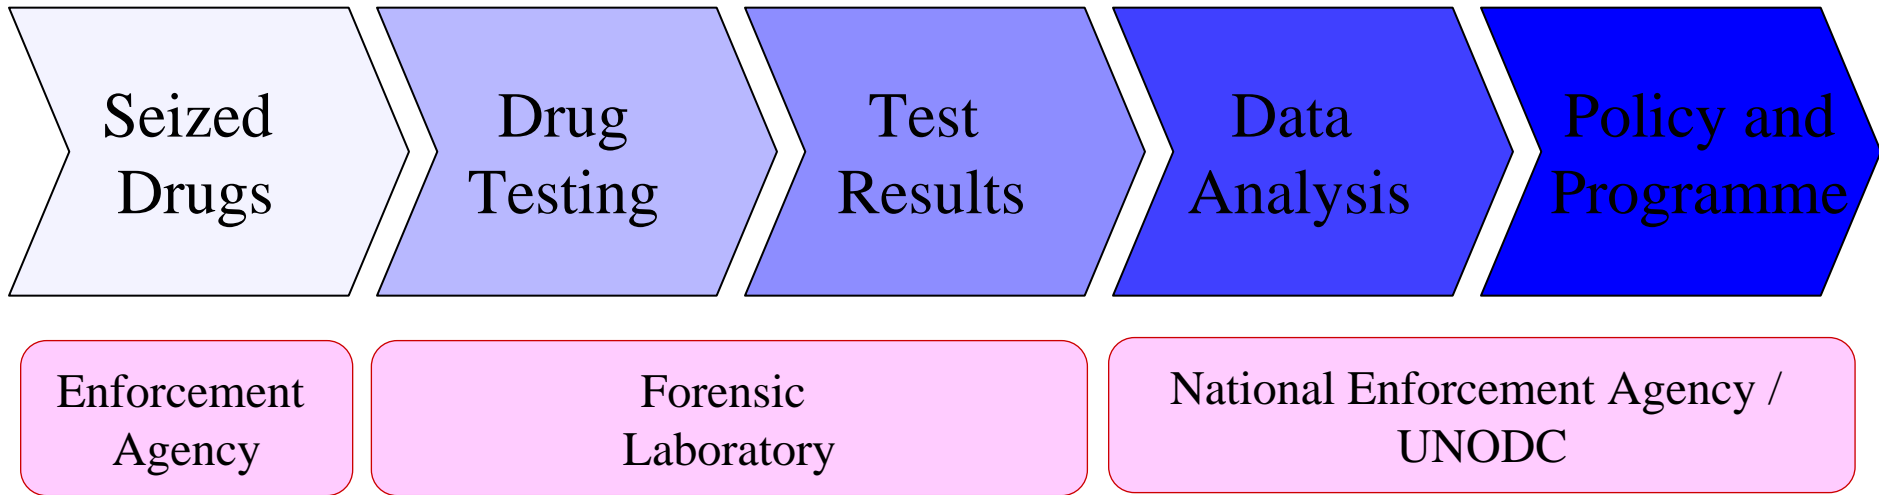 Seized
Drugs
Drug
Testing
Test
Results
Data
Analysis
Policy and
Programme
Enforcement
Agency
Forensic
Laboratory
National Enforcement Agency /
UNODC